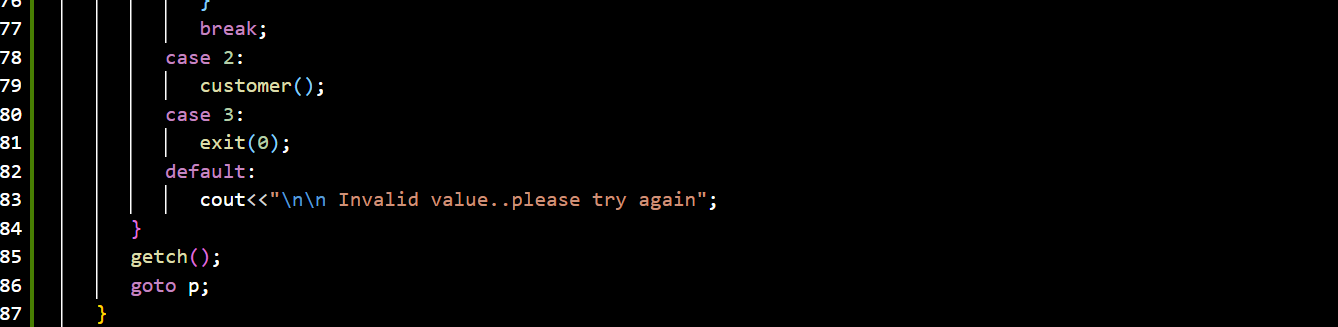 76 }
77 break;
78 case 2:
79 customer();
80 case 3:
81 exit(0);
82 default:
83 cout<<"\n\n Invalid value..please try again";
84 }
85 getch();
86 goto p;
87 }